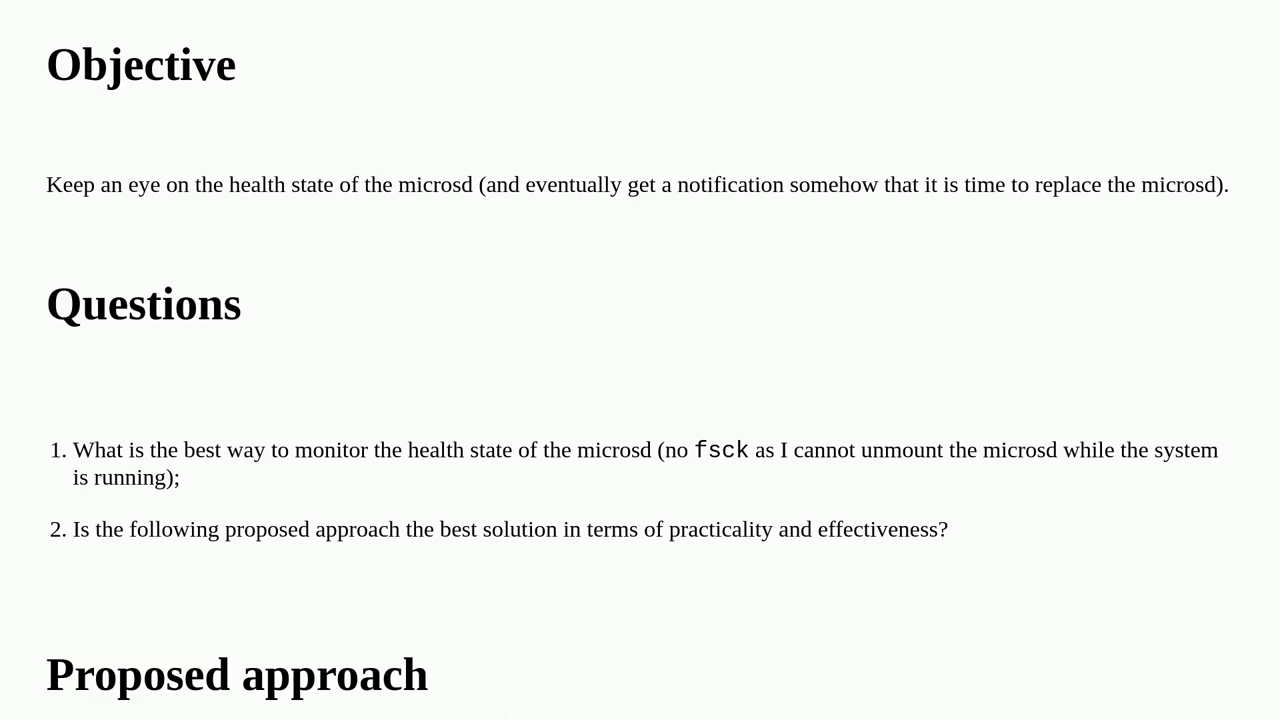 Objective
Keep an eye on the health state of the microsd (and eventually get a notification somehow that it is time to replace the microsd).
Questions
1. What is the best way to monitor the health state of the microsd (no fsck as I cannot unmount the microsd while the system
is running);
2. Is the following proposed approach the best solution in terms of practicality and effectiveness?
Proposed approach